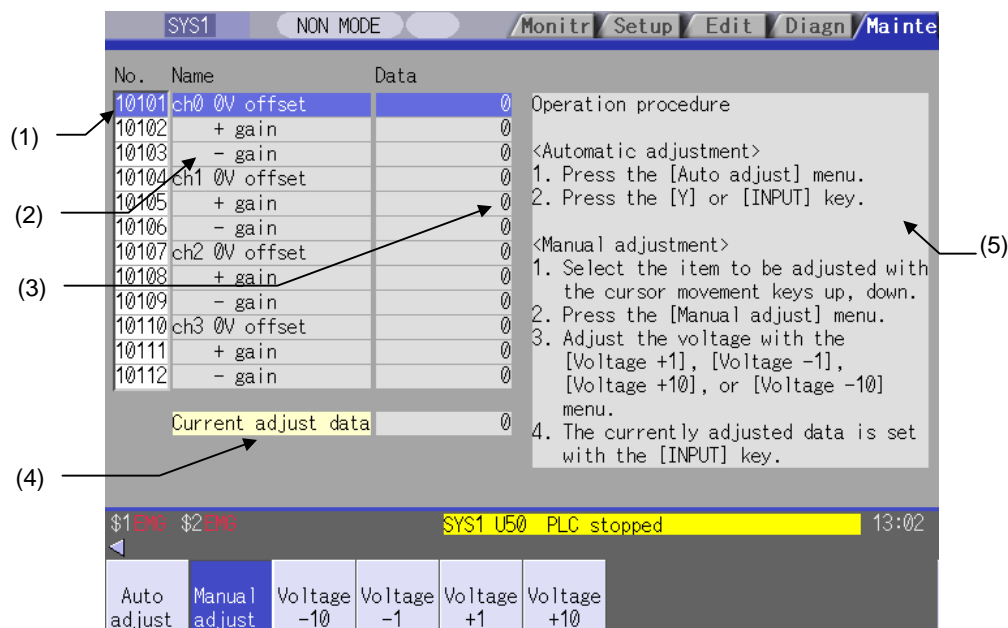 SYS1 NON MODE Monitr Setup Edit Diagn Mainte
No. Name Data
10101 ch0 0V offset 0
10102 + gain 0
10103 - gain 0
10104 ch1 0V offset 0
10105 + gain 0
10106 - gain 0
10107 ch2 0V offset 0
10108 + gain 0
10109 - gain 0
10110 ch3 0V offset 0
10111 + gain 0
10112 - gain 0
Current adjust data 0
Operation procedure
<Automatic adjustment>
1. Press the [Auto adjust] menu.
2. Press the [Y] or [INPUT] key.
<Manual adjustment>
1. Select the item to be adjusted with
the cursor movement keys up, down.
2. Press the [Manual adjust] menu.
3. Adjust the voltage with the
[Voltage +1], [Voltage -1],
[Voltage +10], or [Voltage -10]
menu.
4. The currently adjusted data is set
with the [INPUT] key.
(1)
(2)
(3)
(4)
(5)
$1 EMG $2 EMG SYS1 U50 PLC stopped 13:02
Auto adjust
Manual adjust
Voltage -10
Voltage -1
Voltage +1
Voltage +10